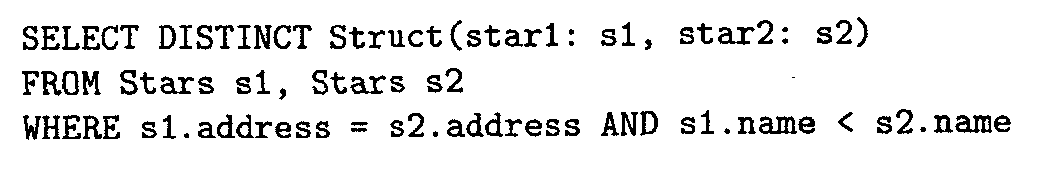 SELECT DISTINCT Struct(star1: s1, star2: s2)
FROM Stars s1, Stars s2
WHERE s1.address = s2.address AND s1.name < s2.name